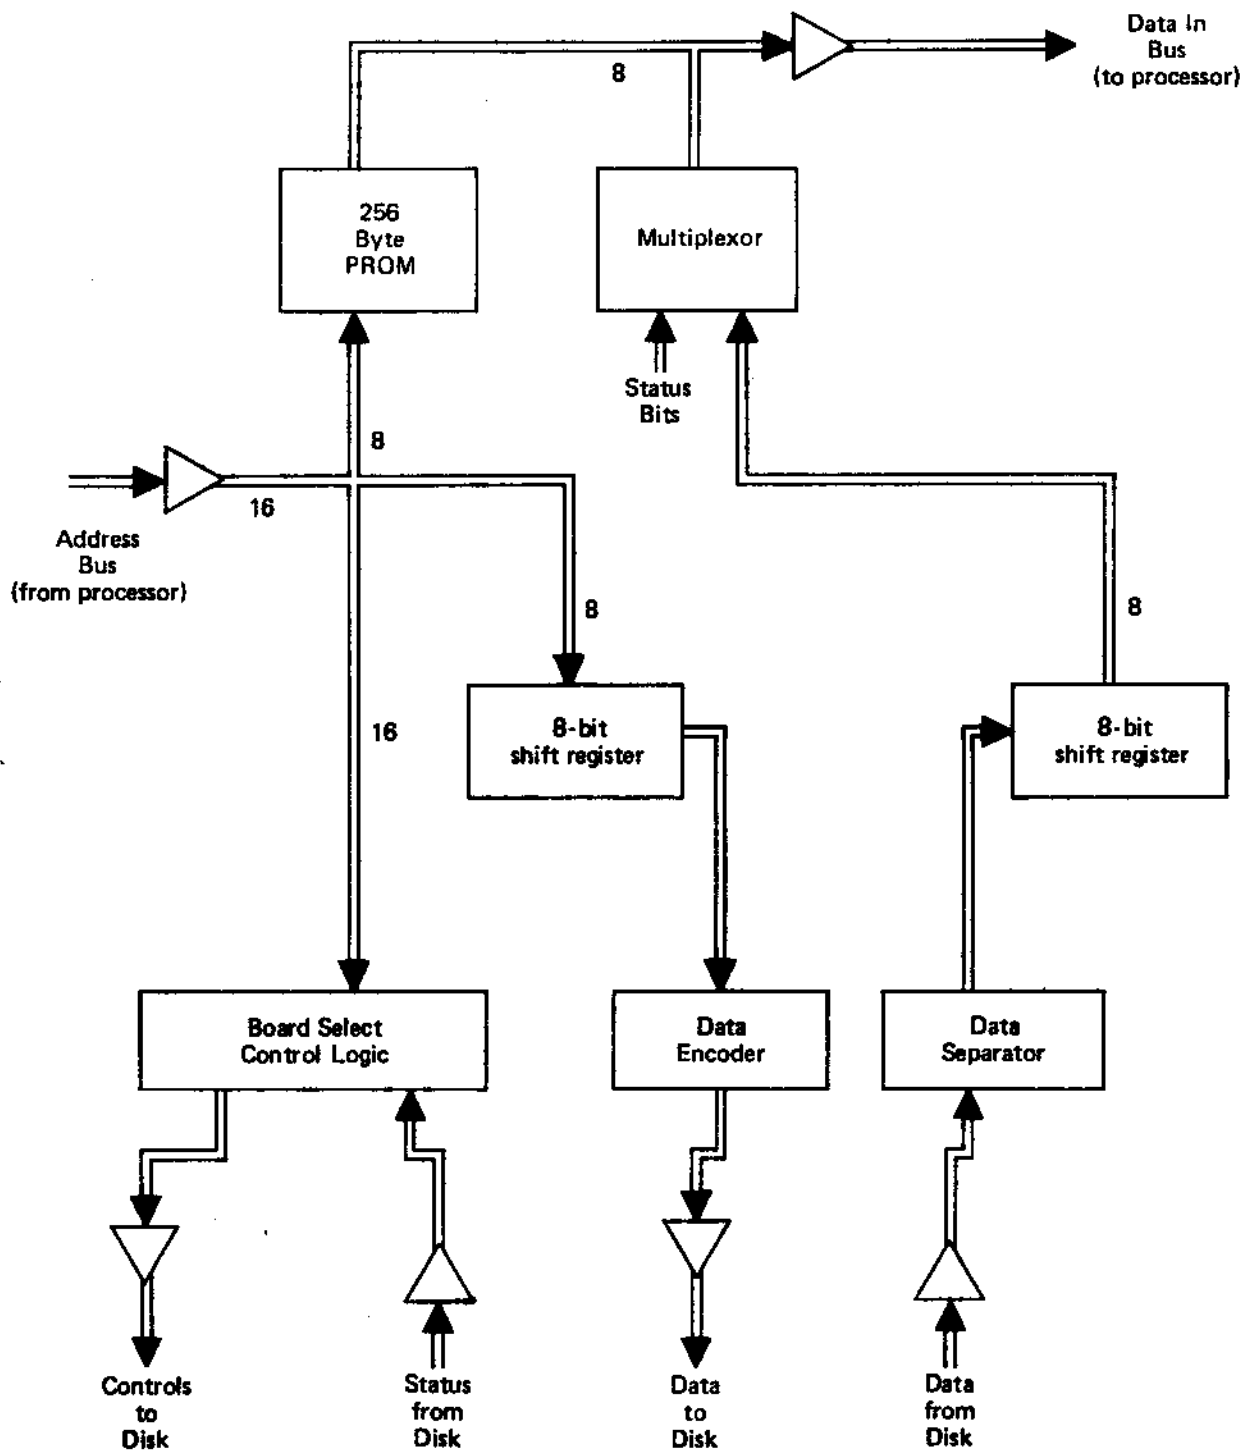 Data In
Bus
(to processor)
8
256
Byte
PROM
Multiplexor
Status
Bits
8
16
Address
Bus
(from processor)
8
8
8-bit
shift register
8-bit
shift register
16
Board Select
Control Logic
Data
Encoder
Data
Separator
Controls
to
Disk
Status
from
Disk
Data
to
Disk
Data
from
Disk